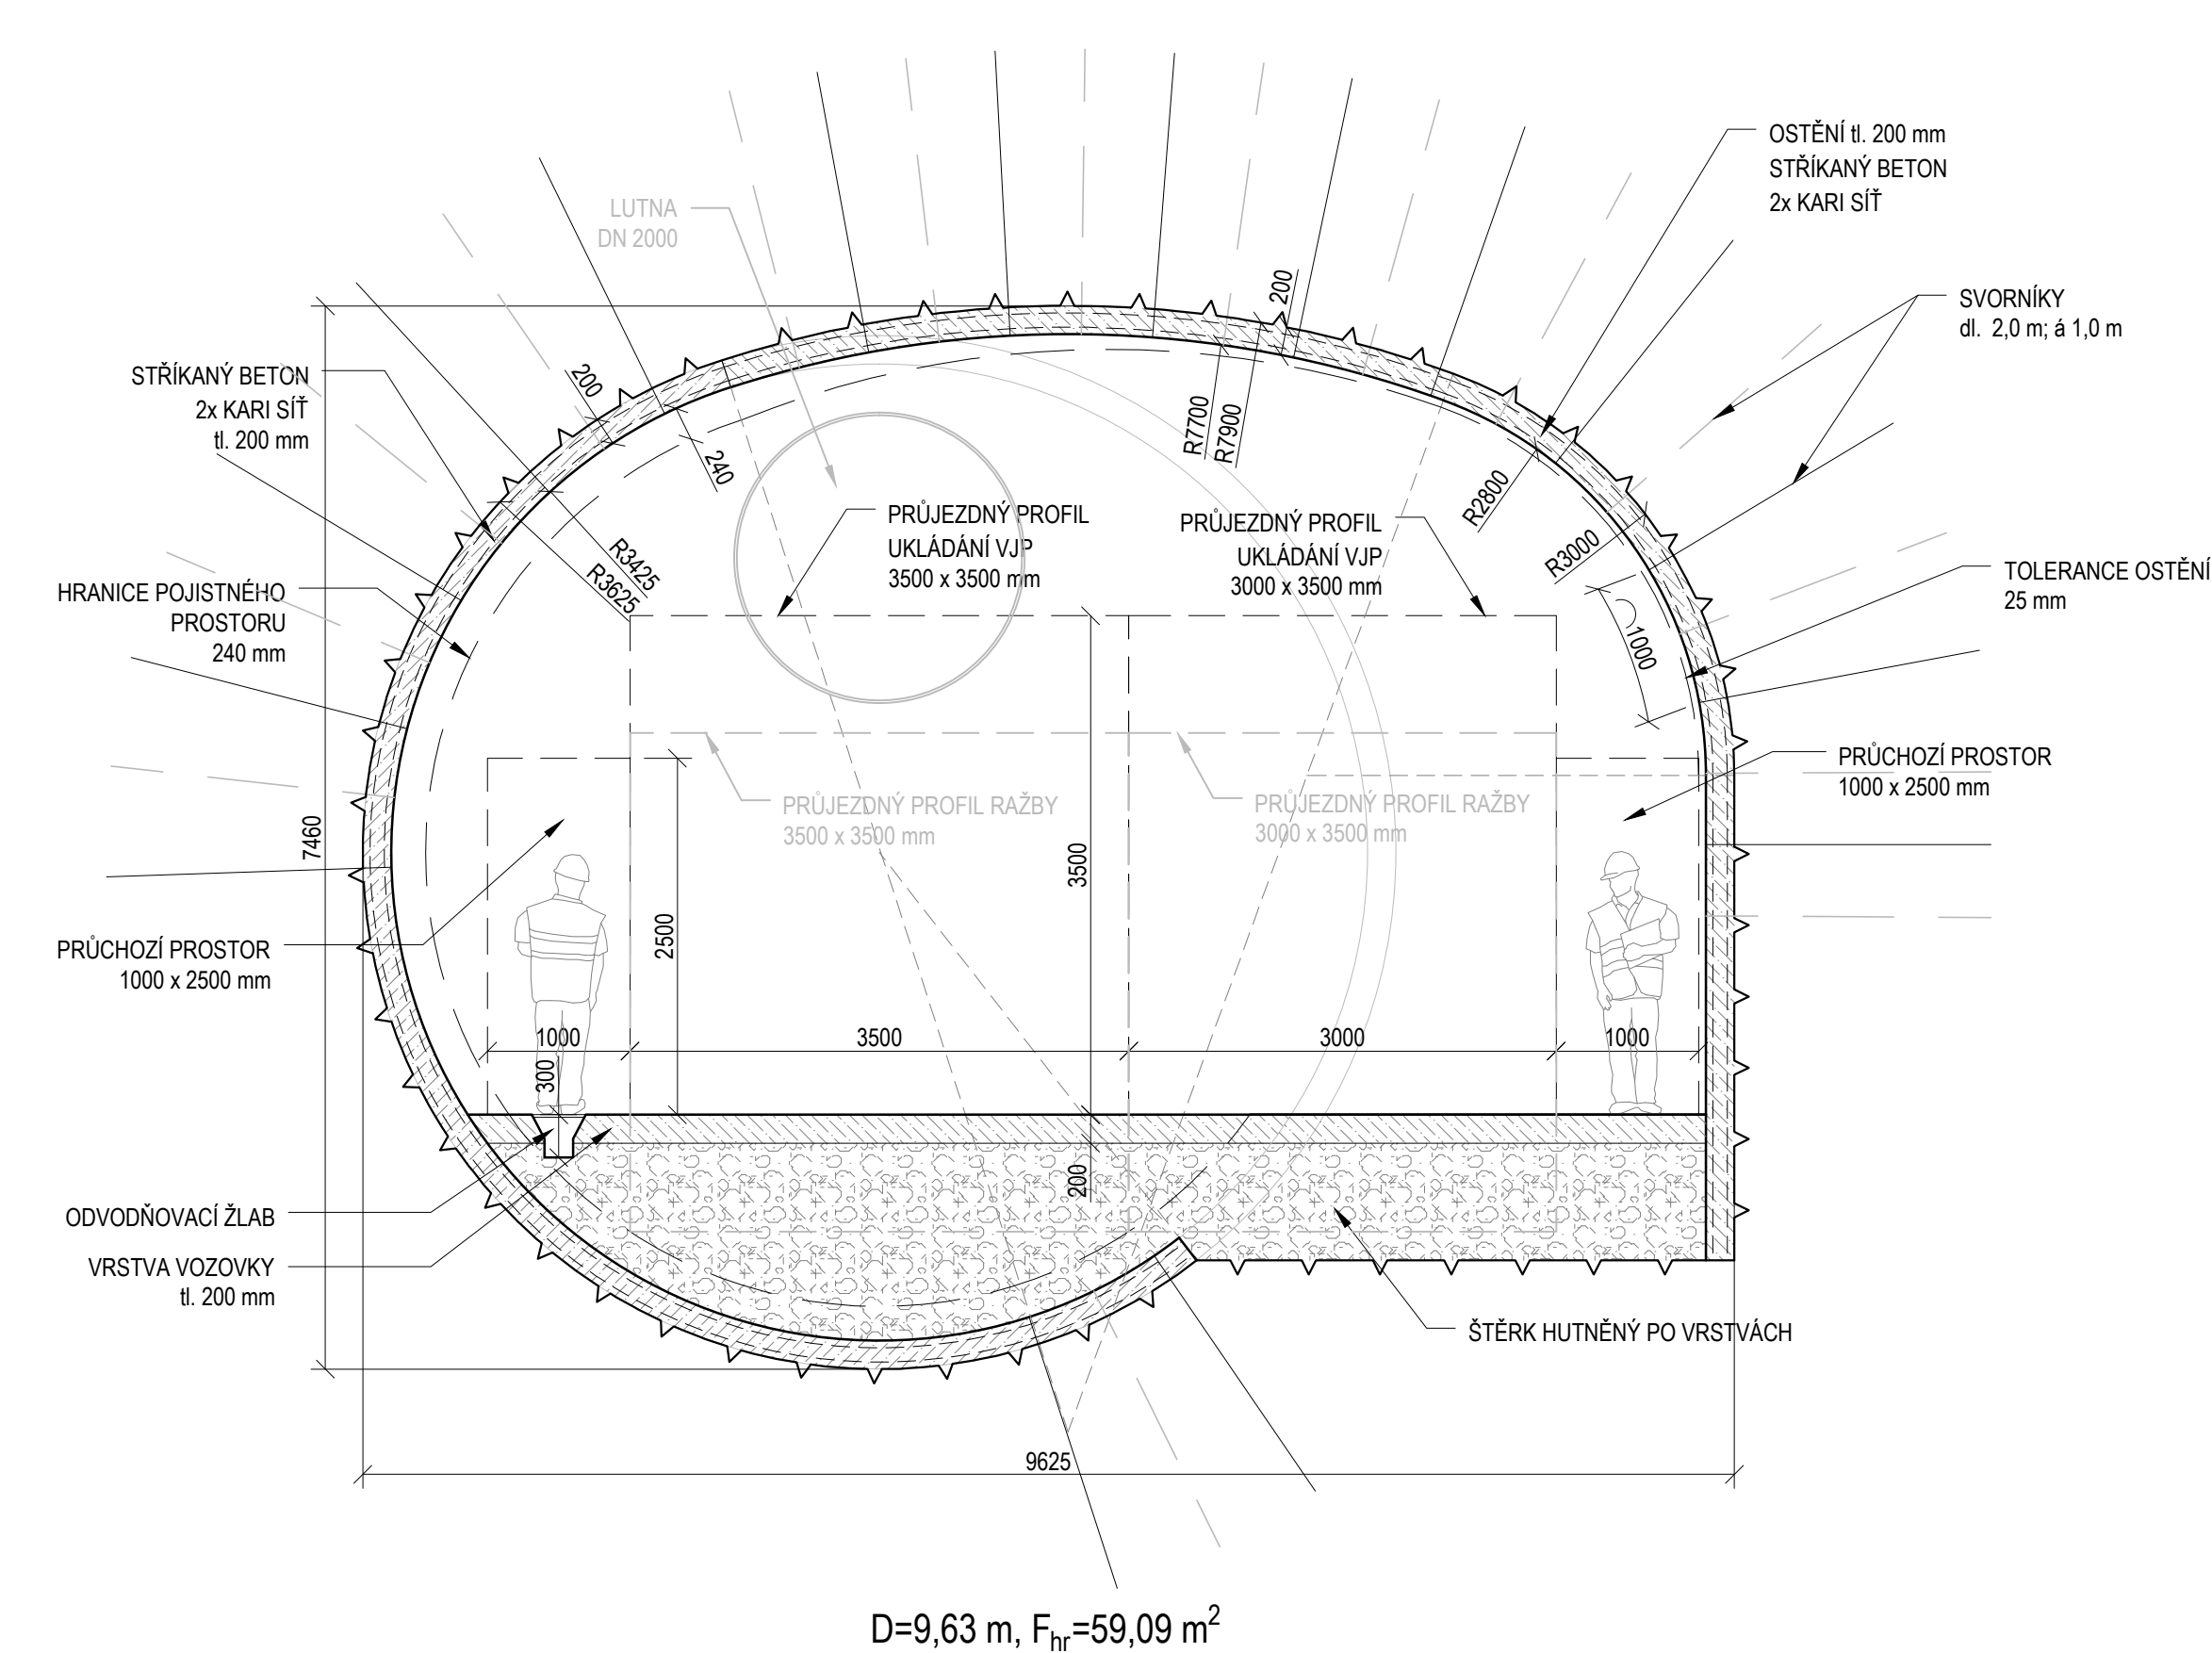 OSTĚNÍ tl. 200 mm
STŘÍKANÝ BETON
2x KARI SÍŤ
LUTNA
DN 2000
SVORNÍKY
dl. 2,0 m; á 1,0 m
200
STŘÍKANÝ BETON
2x KARI SÍŤ
tl. 200 mm
200
240
R7700
R7900
R2800
R3000
R3425
R3625
PRŮJEZDNÝ PROFIL
UKLÁDÁNÍ VJP
3500 x 3500 mm
PRŮJEZDNÝ PROFIL
UKLÁDÁNÍ VJP
3000 x 3500 mm
TOLERANCE OSTĚNÍ
25 mm
HRANICE POJISTNÉHO
PROSTORU
240 mm
1000
PRŮCHOZÍ PROSTOR
1000 x 2500 mm
PRŮJEZDNÝ PROFIL RAŽBY
3500 x 3500 mm
PRŮJEZDNÝ PROFIL RAŽBY
3000 x 3500 mm
7460
3500
2500
PRŮCHOZÍ PROSTOR
1000 x 2500 mm
1000
3500
3000
1000
300
200
ODVODŇOVACÍ ŽLAB
VRSTVA VOZOVKY
tl. 200 mm
ŠTĚRK HUTNĚNÝ PO VRSTVÁCH
9625
D=9,63 m, Fhr=59,09 m²